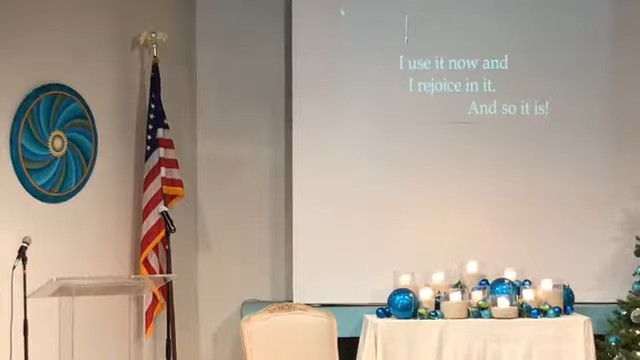 I use it now and
I rejoice in it.
And so it is!